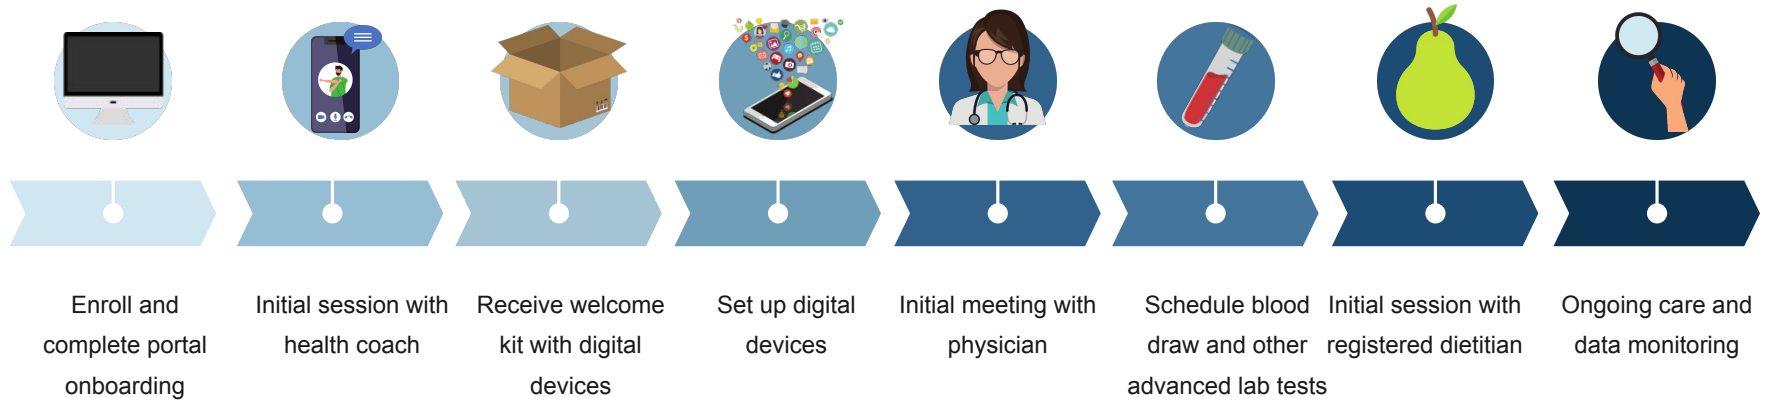 Enroll and
complete portal
onboarding
Initial session with
health coach
Receive welcome
kit with digital
devices
Set up digital
devices
Initial meeting with
physician
Schedule blood
draw and other
advanced lab tests
Initial session with
registered dietitian
Ongoing care and
data monitoring